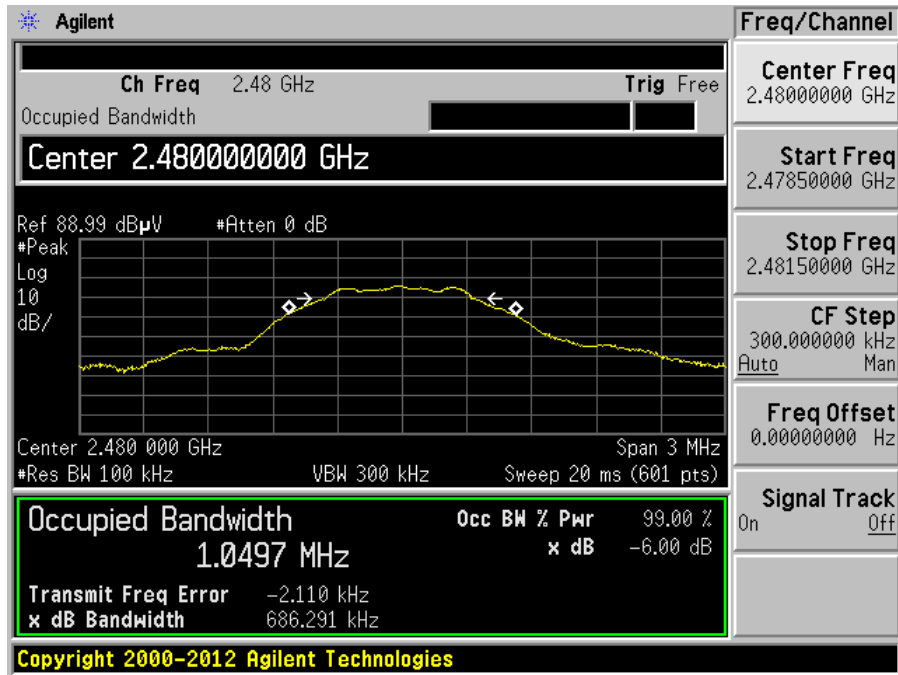 Agilent
Freq/Channel
Ch Freq 2.48 GHz Trig Free
Occupied Bandwidth
Center 2.480000000 GHz
Ref 88.99 dBµV #Atten 0 dB
#Peak
Log
10
dB/
Center 2.480 000 GHz Span 3 MHz
#Res BW 100 kHz VBW 300 kHz Sweep 20 ms (601 pts)
Occupied Bandwidth
1.0497 MHz
Occ BW % Pwr 99.00 %
x dB -6.00 dB
Transmit Freq Error -2.110 kHz
x dB Bandwidth 686.291 kHz
Copyright 2000-2012 Agilent Technologies
Center Freq
2.48000000 GHz
Start Freq
2.47850000 GHz
Stop Freq
2.48150000 GHz
CF Step
300.000000 kHz
Auto Man
Freq Offset
0.00000000 Hz
Signal Track
On Off